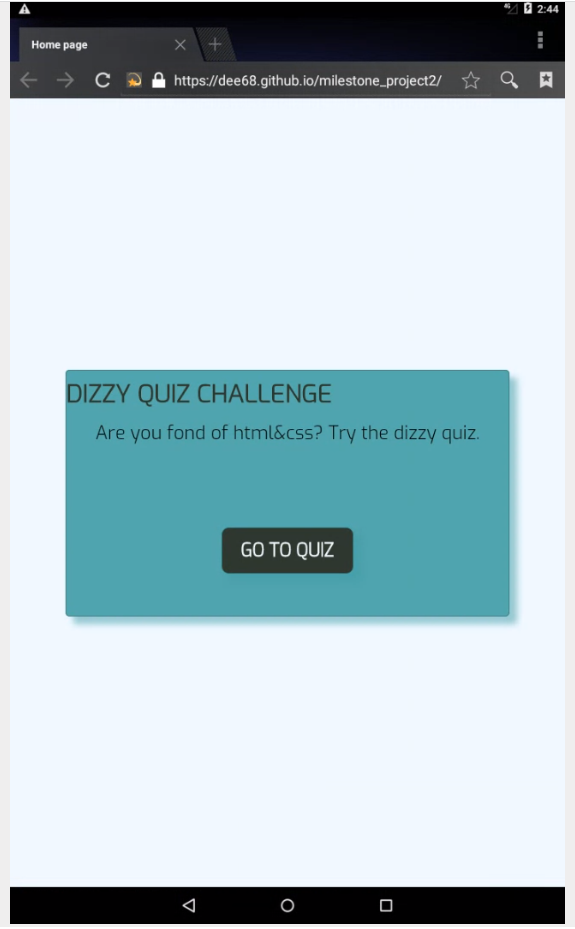 4G 2:44
Home page
https://dee68.github.io/milestone_project2/
DIZZY QUIZ CHALLENGE
Are you fond of html&css? Try the dizzy quiz.
GO TO QUIZ